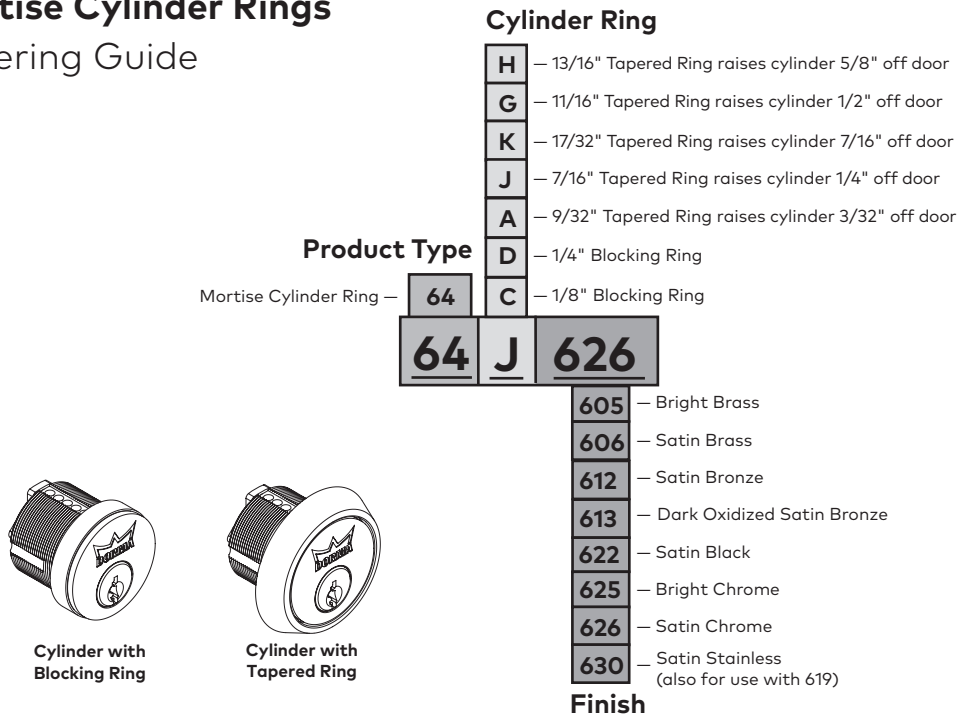 tise Cylinder Rings
ering Guide
Cylinder Ring
H — 13/16" Tapered Ring raises cylinder 5/8" off door
G — 11/16" Tapered Ring raises cylinder 1/2" off door
K — 17/32" Tapered Ring raises cylinder 7/16" off door
J — 7/16" Tapered Ring raises cylinder 1/4" off door
A — 9/32" Tapered Ring raises cylinder 3/32" off door
D — 1/4" Blocking Ring
C — 1/8" Blocking Ring
Product Type
Mortise Cylinder Ring — 64
64 J 626
605 — Bright Brass
606 — Satin Brass
612 — Satin Bronze
613 — Dark Oxidized Satin Bronze
622 — Satin Black
625 — Bright Chrome
626 — Satin Chrome
630 — Satin Stainless
(also for use with 619)
Finish
DORMA
Cylinder with
Blocking Ring
DORMA
Cylinder with
Tapered Ring